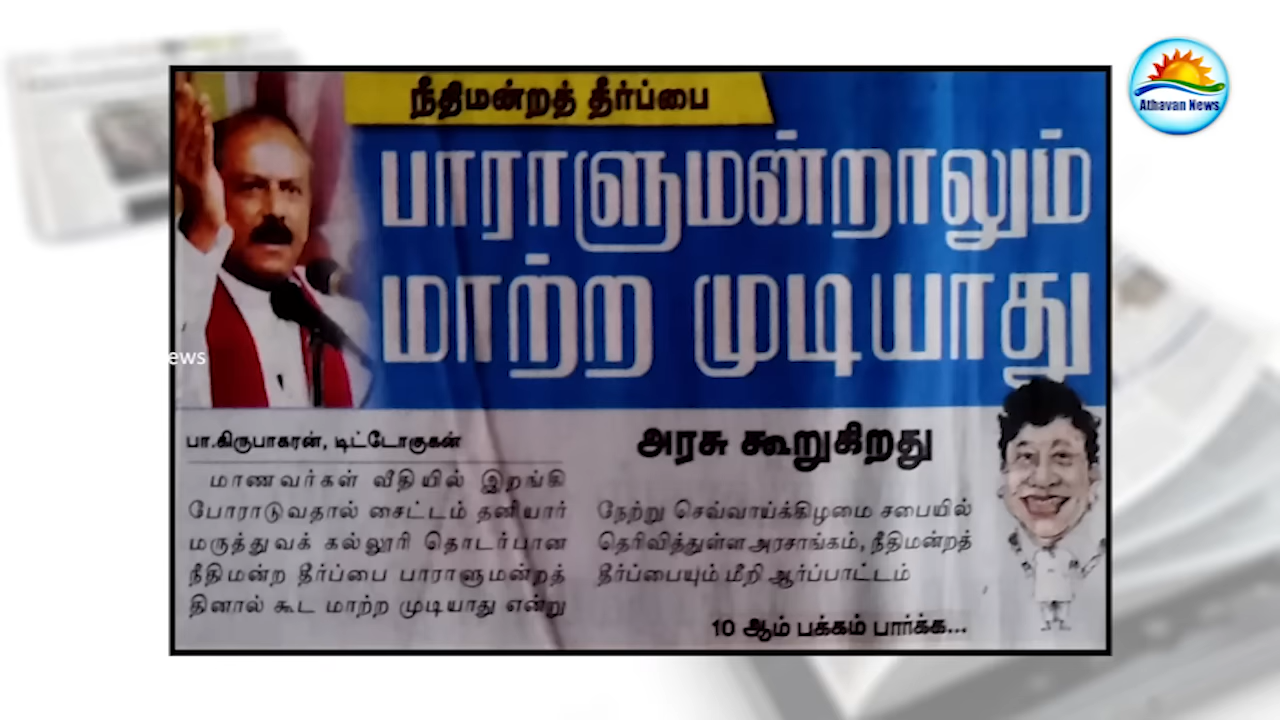 Athavan News
நீதிமன்றத் தீர்ப்பை
பாராளுமன்றாலும்
மாற்ற முடியாது
ews
பா.கிருபாகரன், டிட்டோகுகன்
மாணவர்கள் வீதியில் இறங்கி
போராடுவதால் சைட்டம் தனியார்
மருத்துவக் கல்லூரி தொடர்பான
நீதிமன்ற தீர்ப்பை பாராளுமன்றத்
தினால் கூட மாற்ற முடியாது என்று
அரசு கூறுகிறது
நேற்று செவ்வாய்க்கிழமை சபையில்
தெரிவித்துள்ள அரசாங்கம், நீதிமன்றத்
தீர்ப்பையும் மீறி ஆர்ப்பாட்டம்
10 ஆம் பக்கம் பார்க்க...